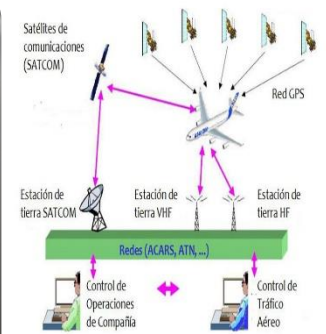 Satélites de
comunicaciones
(SATCOM)
Red GPS
Estación de
tierra SATCOM
Estación de
tierra VHF
Estación de
tierra HF
Redes (ACARS, ATN, ...)
Control de
Operaciones
de Compañía
Control de
Tráfico
Aéreo